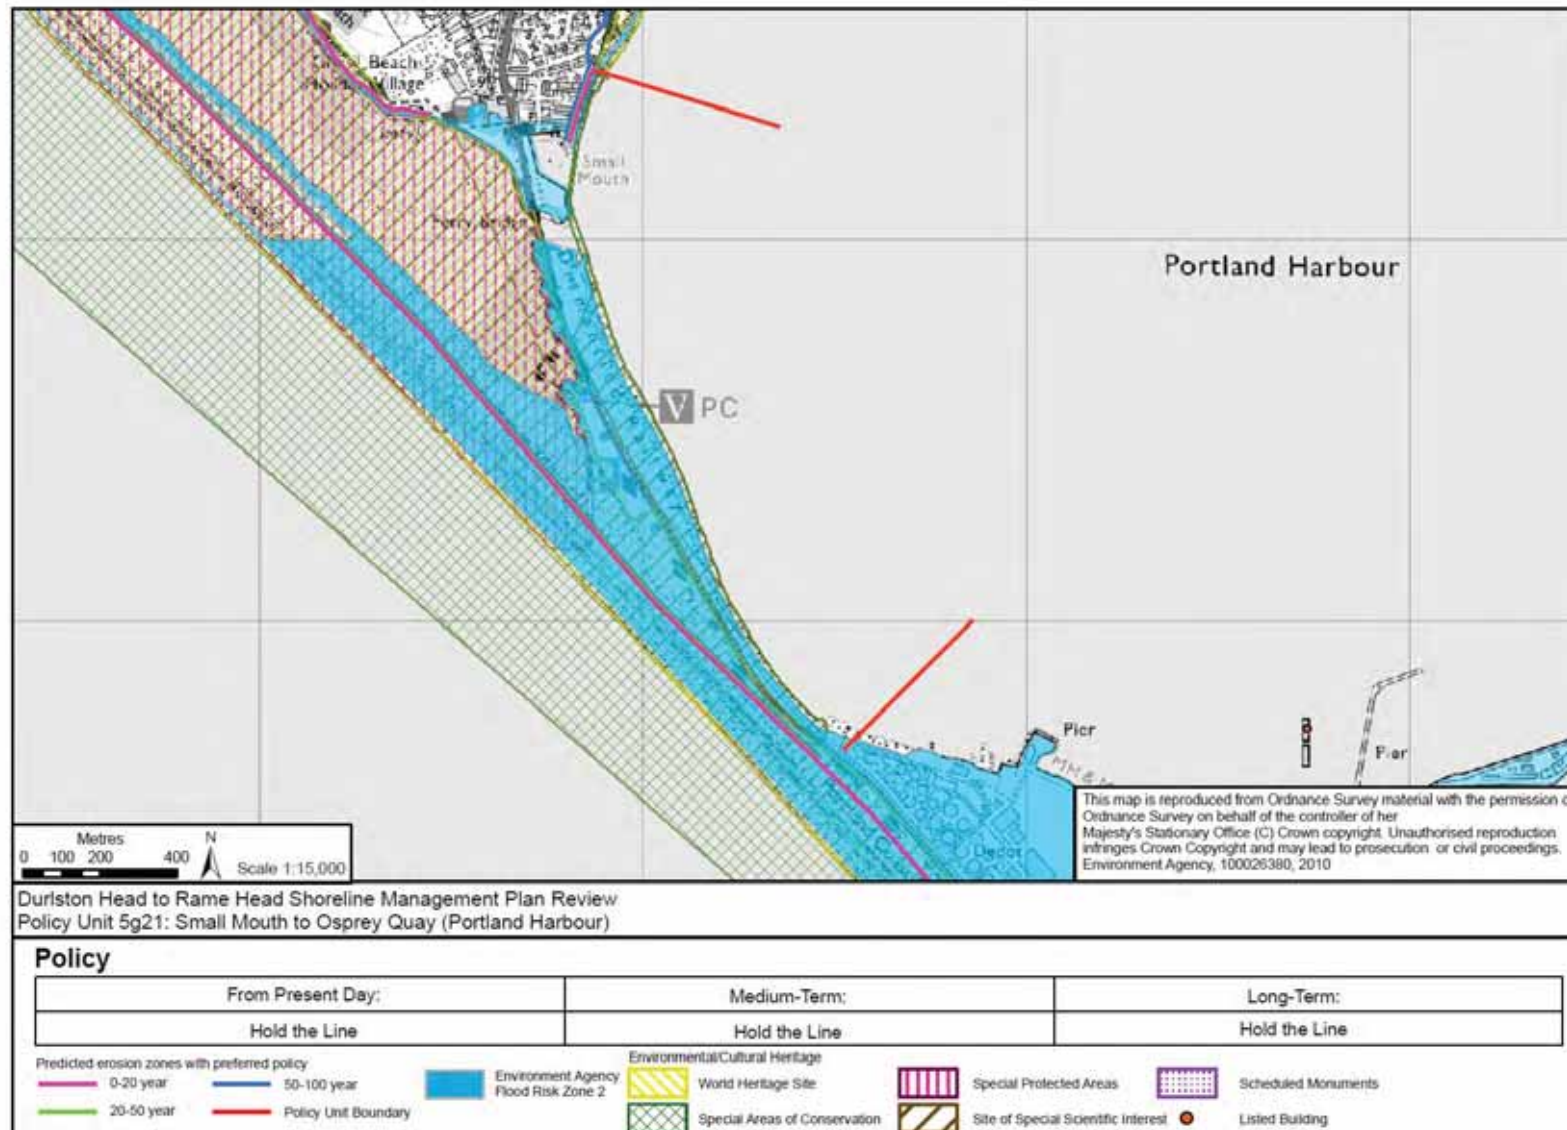 22
Beach
Village
Small
Mouth
Ferry Bridge
Portland Harbour
V PC
Pier
Pier
MH &
Depot
Metres
0 100 200 400
N
Scale 1:15,000
This map is reproduced from Ordnance Survey material with the permission
Ordnance Survey on behalf of the controller of her
Majesty's Stationary Office (C) Crown copyright. Unauthorised reproduction
infringes Crown Copyright and may lead to prosecution or civil proceedings.
Environment Agency, 100026380, 2010
Durlston Head to Rame Head Shoreline Management Plan Review
Policy Unit 5g21: Small Mouth to Osprey Quay (Portland Harbour)
Policy
From Present Day: Medium-Term: Long-Term:
Hold the Line Hold the Line Hold the Line
Predicted erosion zones with preferred policy
0-20 year
20-50 year
50-100 year
Policy Unit Boundary
Environment Agency
Flood Risk Zone 2
Environmental/Cultural Heritage
World Heritage Site
Special Areas of Conservation
Special Protected Areas
Site of Special Scientific Interest
Scheduled Monuments
Listed Building